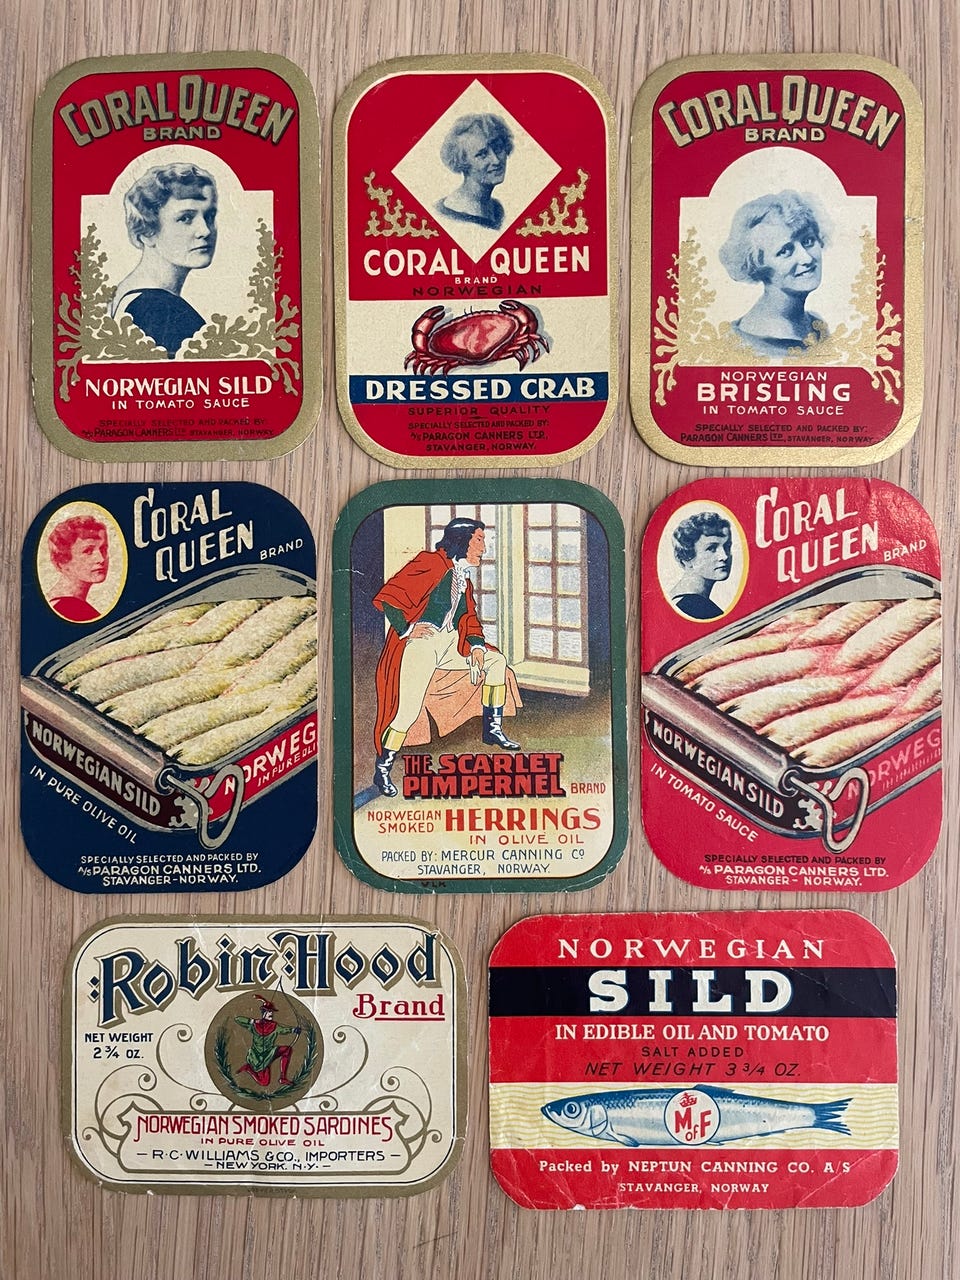 CORAL QUEEN
BRAND
NORWEGIAN SILD
IN TOMATO SAUCE
SPECIALLY SELECTED AND PACKED BY:
A/S PARAGON CANNERS LTD. STAVANGER, NORWAY
CORAL QUEEN
BRAND
NORWEGIAN
DRESSED CRAB
SUPERIOR QUALITY
SPECIALLY SELECTED AND PACKED BY:
A/S PARAGON CANNERS LTD.
STAVANGER, NORWAY.
CORAL QUEEN
BRAND
NORWEGIAN
BRISLING
IN TOMATO SAUCE
SPECIALLY SELECTED AND PACKED BY:
PARAGON CANNERS LTD., STAVANGER, NORWAY
CORAL
QUEEN BRAND
NORWEGIAN SILD
NORWEG
IN PURE OLI
IN PURE OLIVE OIL
SPECIALLY SELECTED AND PACKED BY
A/S PARAGON CANNERS LTD.
STAVANGER-NORWAY.
THE SCARLET
PIMPERNEL BRAND
NORWEGIAN
SMOKED HERRINGS
IN OLIVE OIL
PACKED BY: MERCUR CANNING Co
STAVANGER, NORWAY.
CORAL
QUEEN BRAND
NORWEGIAN SILD
ORWEG
IN TOMATO SAUCE
SPECIALLY SELECTED AND PACKED BY
A/S PARAGON CANNERS LTD.
STAVANGER - NORWAY.
Robin Hood
Brand
NET WEIGHT
2 3/4 OZ.
NORWEGIAN SMOKED SARDINES
IN PURE OLIVE OIL
- R.C. WILLIAMS & CO., IMPORTERS -
- NEW YORK. N.Y. -
NORWEGIAN
SILD
IN EDIBLE OIL AND TOMATO
SALT ADDED
NET WEIGHT 3 3/4 OZ.
M of F
Packed by NEPTUN CANNING CO. A/S
STAVANGER, NORWAY